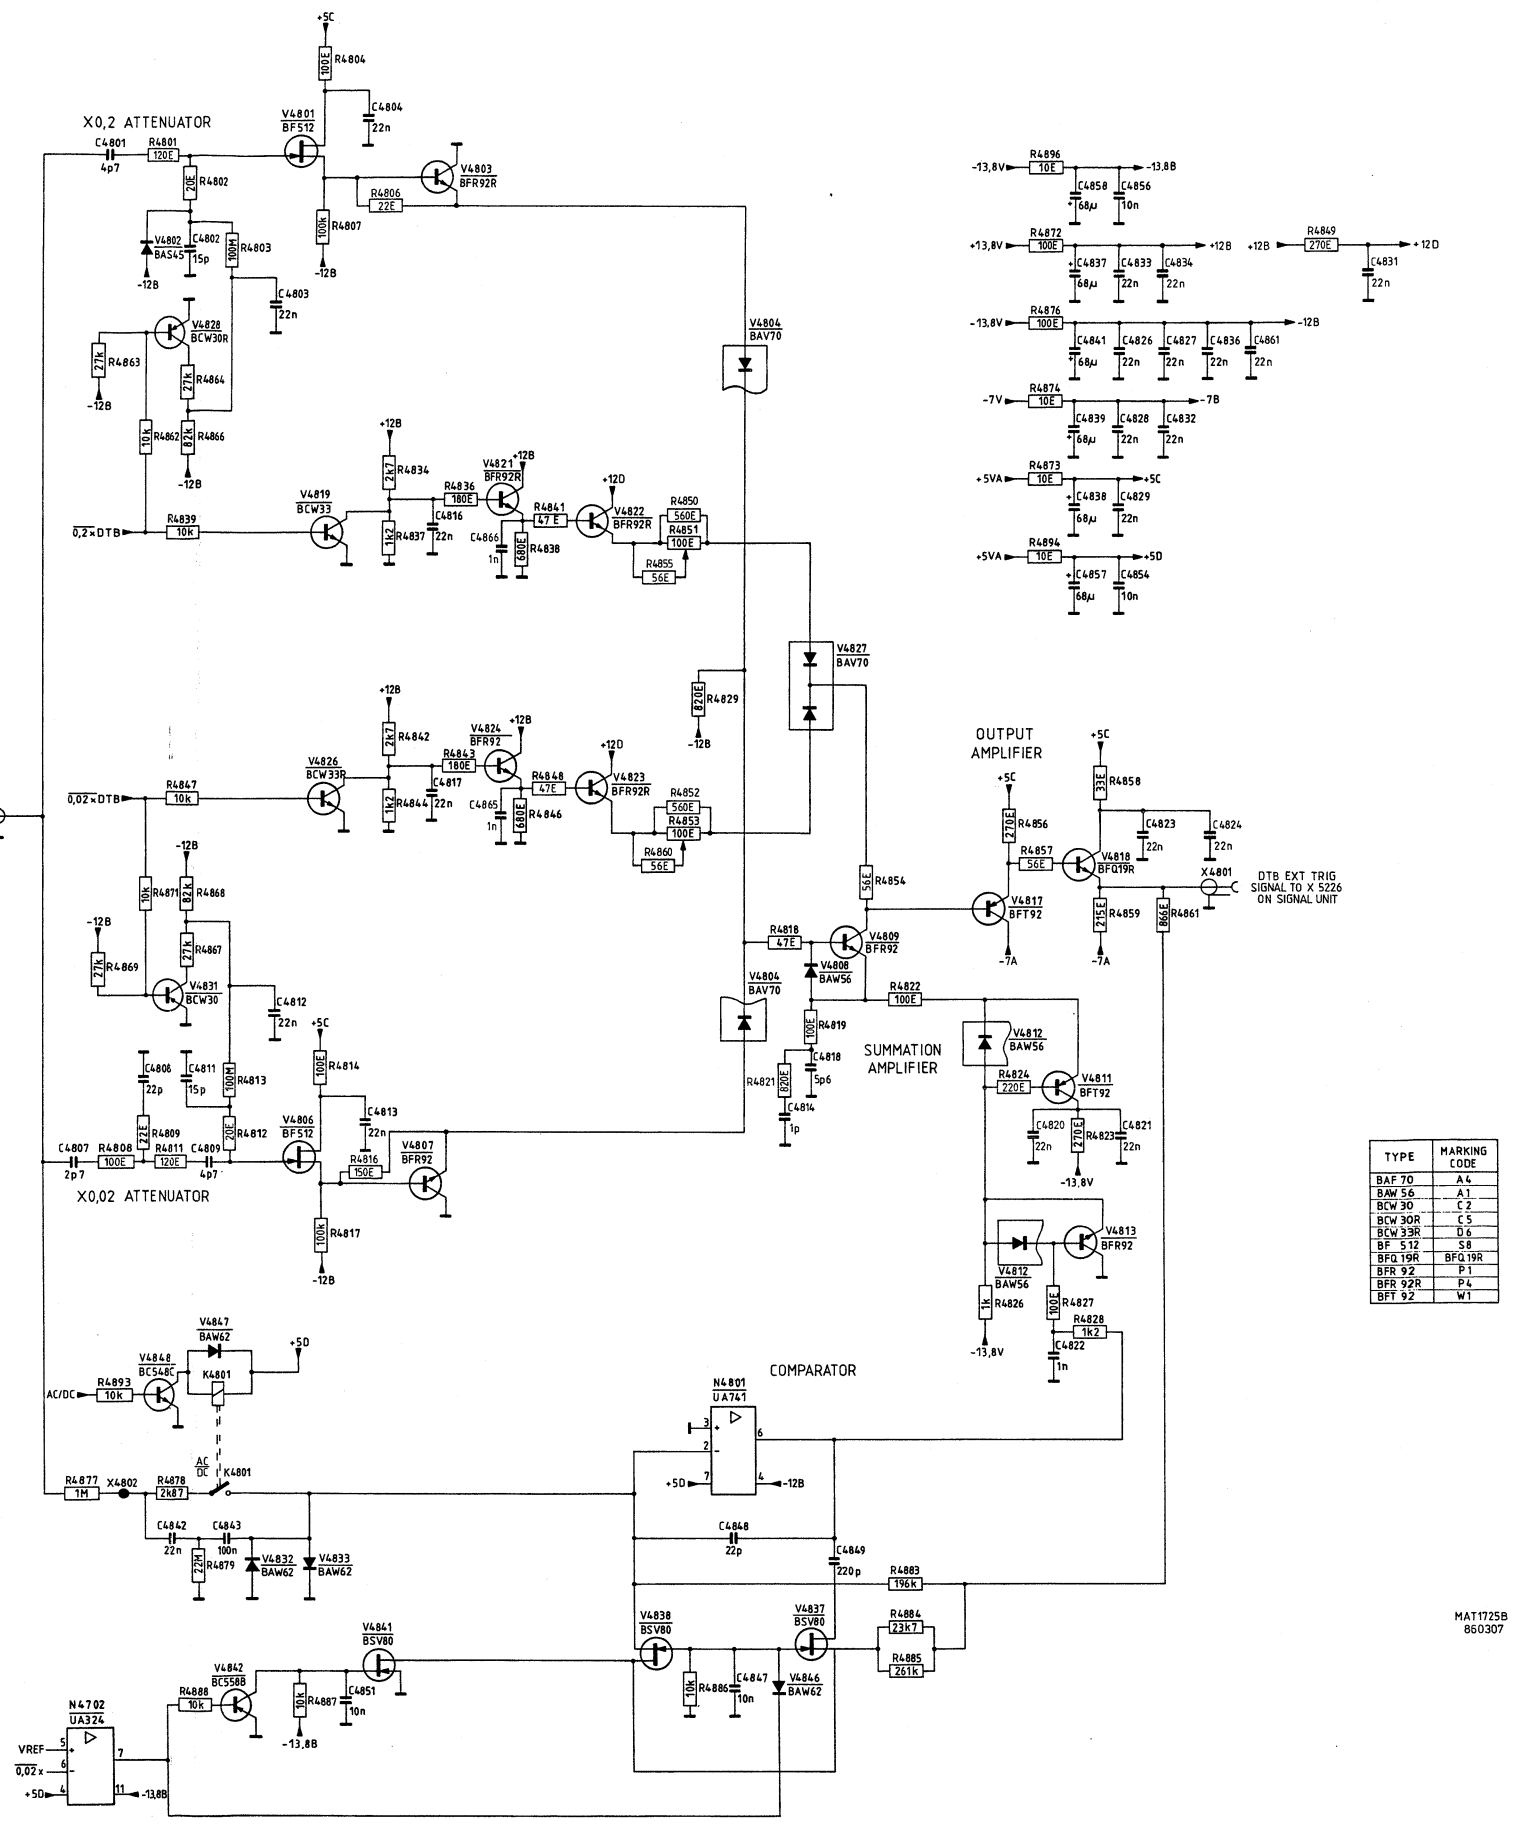 +5C
100E R4804
C4804
22n
X0,2 ATTENUATOR
C4801
4p7
R4801
120E
V4801
BF512
20E R4802
V4803
BFR92R
R4806
22E
100k R4807
-12B
V4802
BAS45
C4802
15p
100M R4803
-12B
C4803
22n
V4828
BCW30R
27k R4863
-12B
27k R4864
10k R4862
82k R4866
-12B
0,2xDTB
R4839
10k
V4819
BCW33
+12B
2k7 R4834
1k2 R4837
C4816
22n
R4836
180E
V4821
BFR92R
+12B
C4866
1n
680E R4838
R4841
47E
+12D
V4822
BFR92R
R4850
560E
R4851
100E
R4855
56E
V4804
BAV70
V4827
BAV70
820E R4829
-12B
-13,8V
R4896
10E
-13,8B
C4858
+ 68µ
C4856
10n
+13,8V
R4872
100E
+12B
C4837
+ 68µ
C4833
22n
C4834
22n
+12B
R4849
270E
+12D
C4831
22n
-13,8V
R4876
100E
-12B
C4841
+ 68µ
C4826
22n
C4827
22n
C4836
22n
C4861
22n
-7V
R4874
10E
-7B
C4839
+ 68µ
C4828
22n
C4832
22n
+5VA
R4873
10E
+5C
C4838
+ 68µ
C4829
22n
+5VA
R4894
10E
+5D
C4857
+ 68µ
C4854
10n
0,02xDTB
R4847
10k
V4826
BCW33R
+12B
2k7 R4842
1k2 R4844
C4817
22n
R4843
180E
V4824
BFR92
+12B
C4865
1n
680E R4846
R4848
47E
+12D
V4823
BFR92R
R4852
560E
R4853
100E
R4860
56E
10k R4871
-12B
82k R4868
-12B
27k R4869
27k R4867
V4831
BCW30
C4812
22n
C4808
22p
C4811
15p
100M R4813
22E R4809
20E R4812
C4807
2p7
R4808
100E
R4811
120E
C4809
4p7
X0,02 ATTENUATOR
+5C
100E R4814
C4813
22n
V4806
BF512
R4816
150E
V4807
BFR92
100k R4817
-12B
V4804
BAV70
OUTPUT
AMPLIFIER
+5C
270E R4856
R4857
56E
+5C
33E R4858
C4823
22n
C4824
22n
V4818
BFQ19R
X4801
DTB EXT TRIG
SIGNAL TO X 5226
ON SIGNAL UNIT
215E R4859
-7A
866E R4861
V4817
BFT92
-7A
56E R4854
R4818
47E
V4809
BFR92
V4808
BAW56
R4822
100E
100E R4819
R4821 820E
C4818
5p6
C4814
1p
SUMMATION
AMPLIFIER
V4812
BAW56
R4824
220E
V4811
BFT92
C4820
22n
270E R4823
C4821
22n
-13,8V
V4812
BAW56
V4813
BFR92
1k R4826
-13,8V
100E R4827
R4828
1k2
C4822
1n
TYPE MARKING CODE
BAF 70 A4
BAW 56 A1
BCW 30 C2
BCW 30R C5
BCW 33R D6
BF 512 S8
BFQ 19R BFQ19R
BFR 92 P1
BFR 92R P4
BFT 92 W1
V4847
BAW62
+5D
V4848
BC548C
K4801
AC/DC
R4893
10k
AC
DC
K4801
R4877
1M
X4802
R4878
2k87
C4842
22n
C4843
100n
22M R4879
V4832
BAW62
V4833
BAW62
COMPARATOR
N4801
UA741
3 +
2 -
6
+5D 7
4 -12B
C4848
22p
C4849
220p
R4883
196k
V4838
BSV80
V4837
BSV80
R4884
23k7
R4885
261k
10k R4886
C4847
10n
V4846
BAW62
V4841
BSV80
V4842
BC558B
R4888
10k
10k R4887
C4851
10n
-13,8B
N4702
UA324
VREF 5 +
0,02x 6 -
7
+5D 4
11 -13,8B
MAT1725B
860307